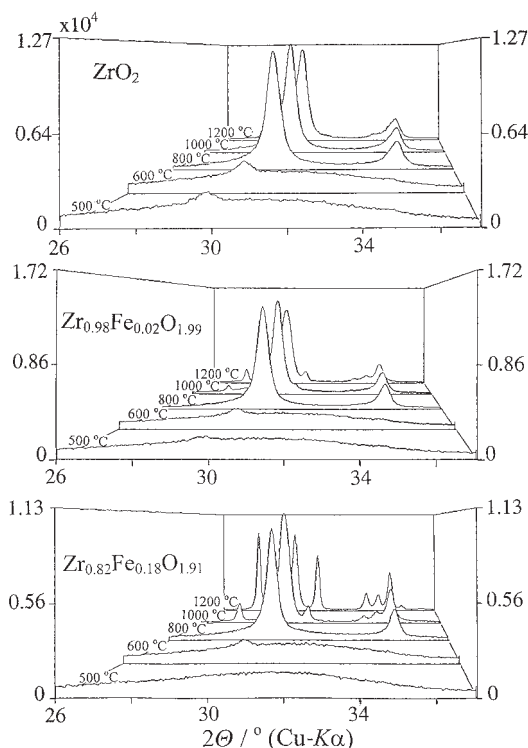 1.27 x10⁴ 1.27
ZrO₂
0.64 0.64
1200 °C
1000 °C
800 °C
600 °C
500 °C
0 0
26 30 34
1.72 1.72
Zr₀.₉₈Fe₀.₀₂O₁.₉₉
0.86 0.86
1200 °C
1000 °C
800 °C
600 °C
500 °C
0 0
26 30 34
1.13 1.13
Zr₀.₈₂Fe₀.₁₈O₁.₉₁
0.56 0.56
1200 °C
1000 °C
800 °C
600 °C
500 °C
0 0
26 30 34
2Θ / ° (Cu-Kα)